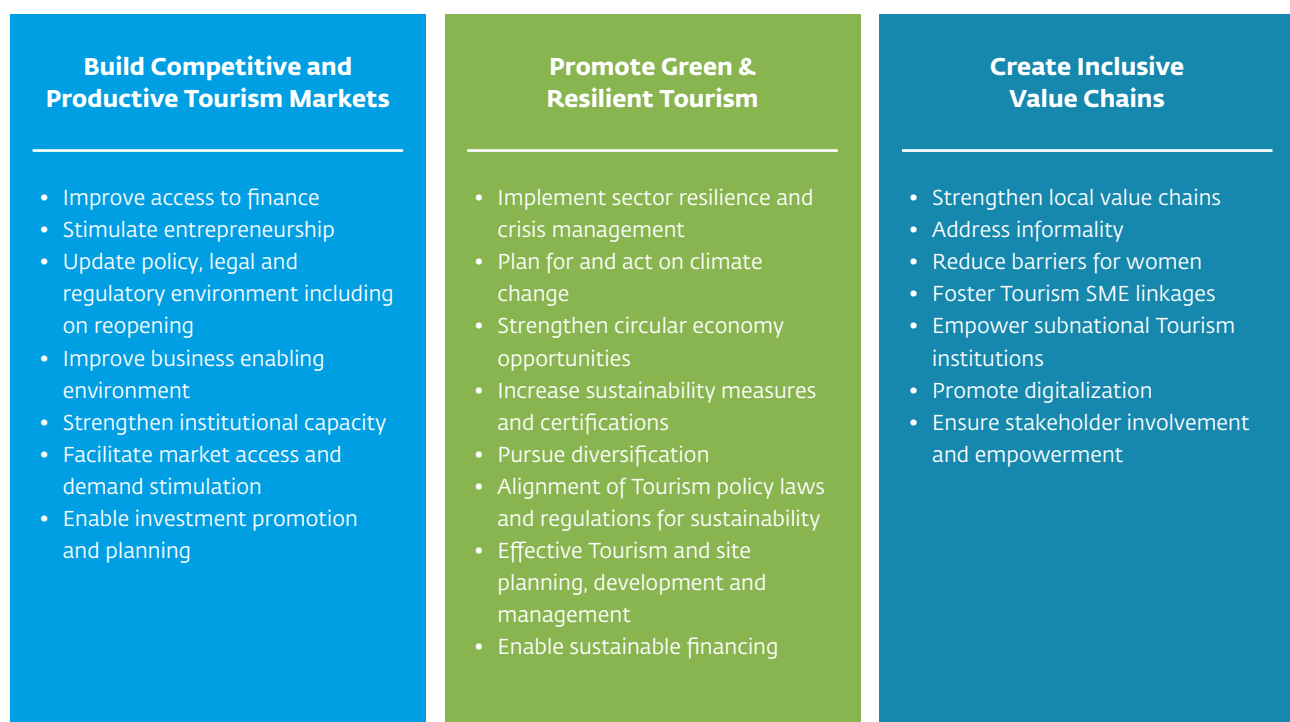 Build Competitive and
Productive Tourism Markets
• Improve access to finance
• Stimulate entrepreneurship
• Update policy, legal and
regulatory environment including
on reopening
• Improve business enabling
environment
• Strengthen institutional capacity
• Facilitate market access and
demand stimulation
• Enable investment promotion
and planning
Promote Green &
Resilient Tourism
• Implement sector resilience and
crisis management
• Plan for and act on climate
change
• Strengthen circular economy
opportunities
• Increase sustainability measures
and certifications
• Pursue diversification
• Alignment of Tourism policy laws
and regulations for sustainability
• Effective Tourism and site
planning, development and
management
• Enable sustainable financing
Create Inclusive
Value Chains
• Strengthen local value chains
• Address informality
• Reduce barriers for women
• Foster Tourism SME linkages
• Empower subnational Tourism
institutions
• Promote digitalization
• Ensure stakeholder involvement
and empowerment